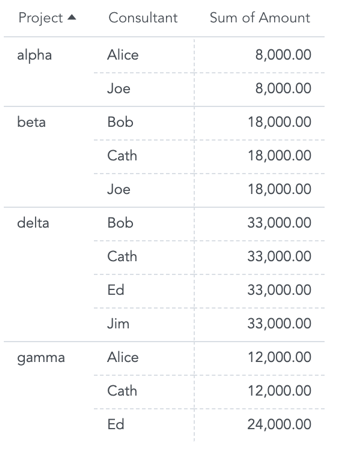 Project ▲ Consultant Sum of Amount
alpha Alice 8,000.00
Joe 8,000.00
beta Bob 18,000.00
Cath 18,000.00
Joe 18,000.00
delta Bob 33,000.00
Cath 33,000.00
Ed 33,000.00
Jim 33,000.00
gamma Alice 12,000.00
Cath 12,000.00
Ed 24,000.00